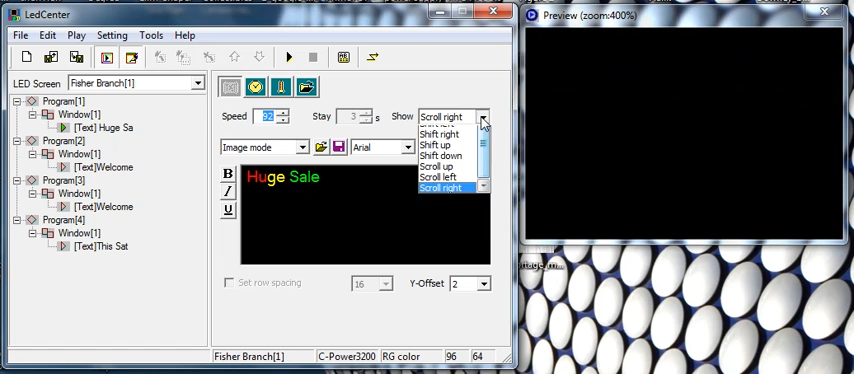 LedCenter
File Edit Play Setting Tools Help
LED Screen Fisher Branch[1]
Program[1]
Window[1]
[Text] Huge Sa
Program[2]
Window[1]
[Text]Welcome
Program[3]
Window[1]
[Text]Welcome
Program[4]
Window[1]
[Text]This Sat
Speed 92 Stay 3 s Show Scroll right
Shift right
Shift up
Shift down
Scroll up
Scroll left
Scroll right
Image mode Arial
B
I
U
Huge Sale
Set row spacing 16 Y-Offset 2
Fisher Branch[1] C-Power3200 RG color 96 64
Preview (zoom:400%)